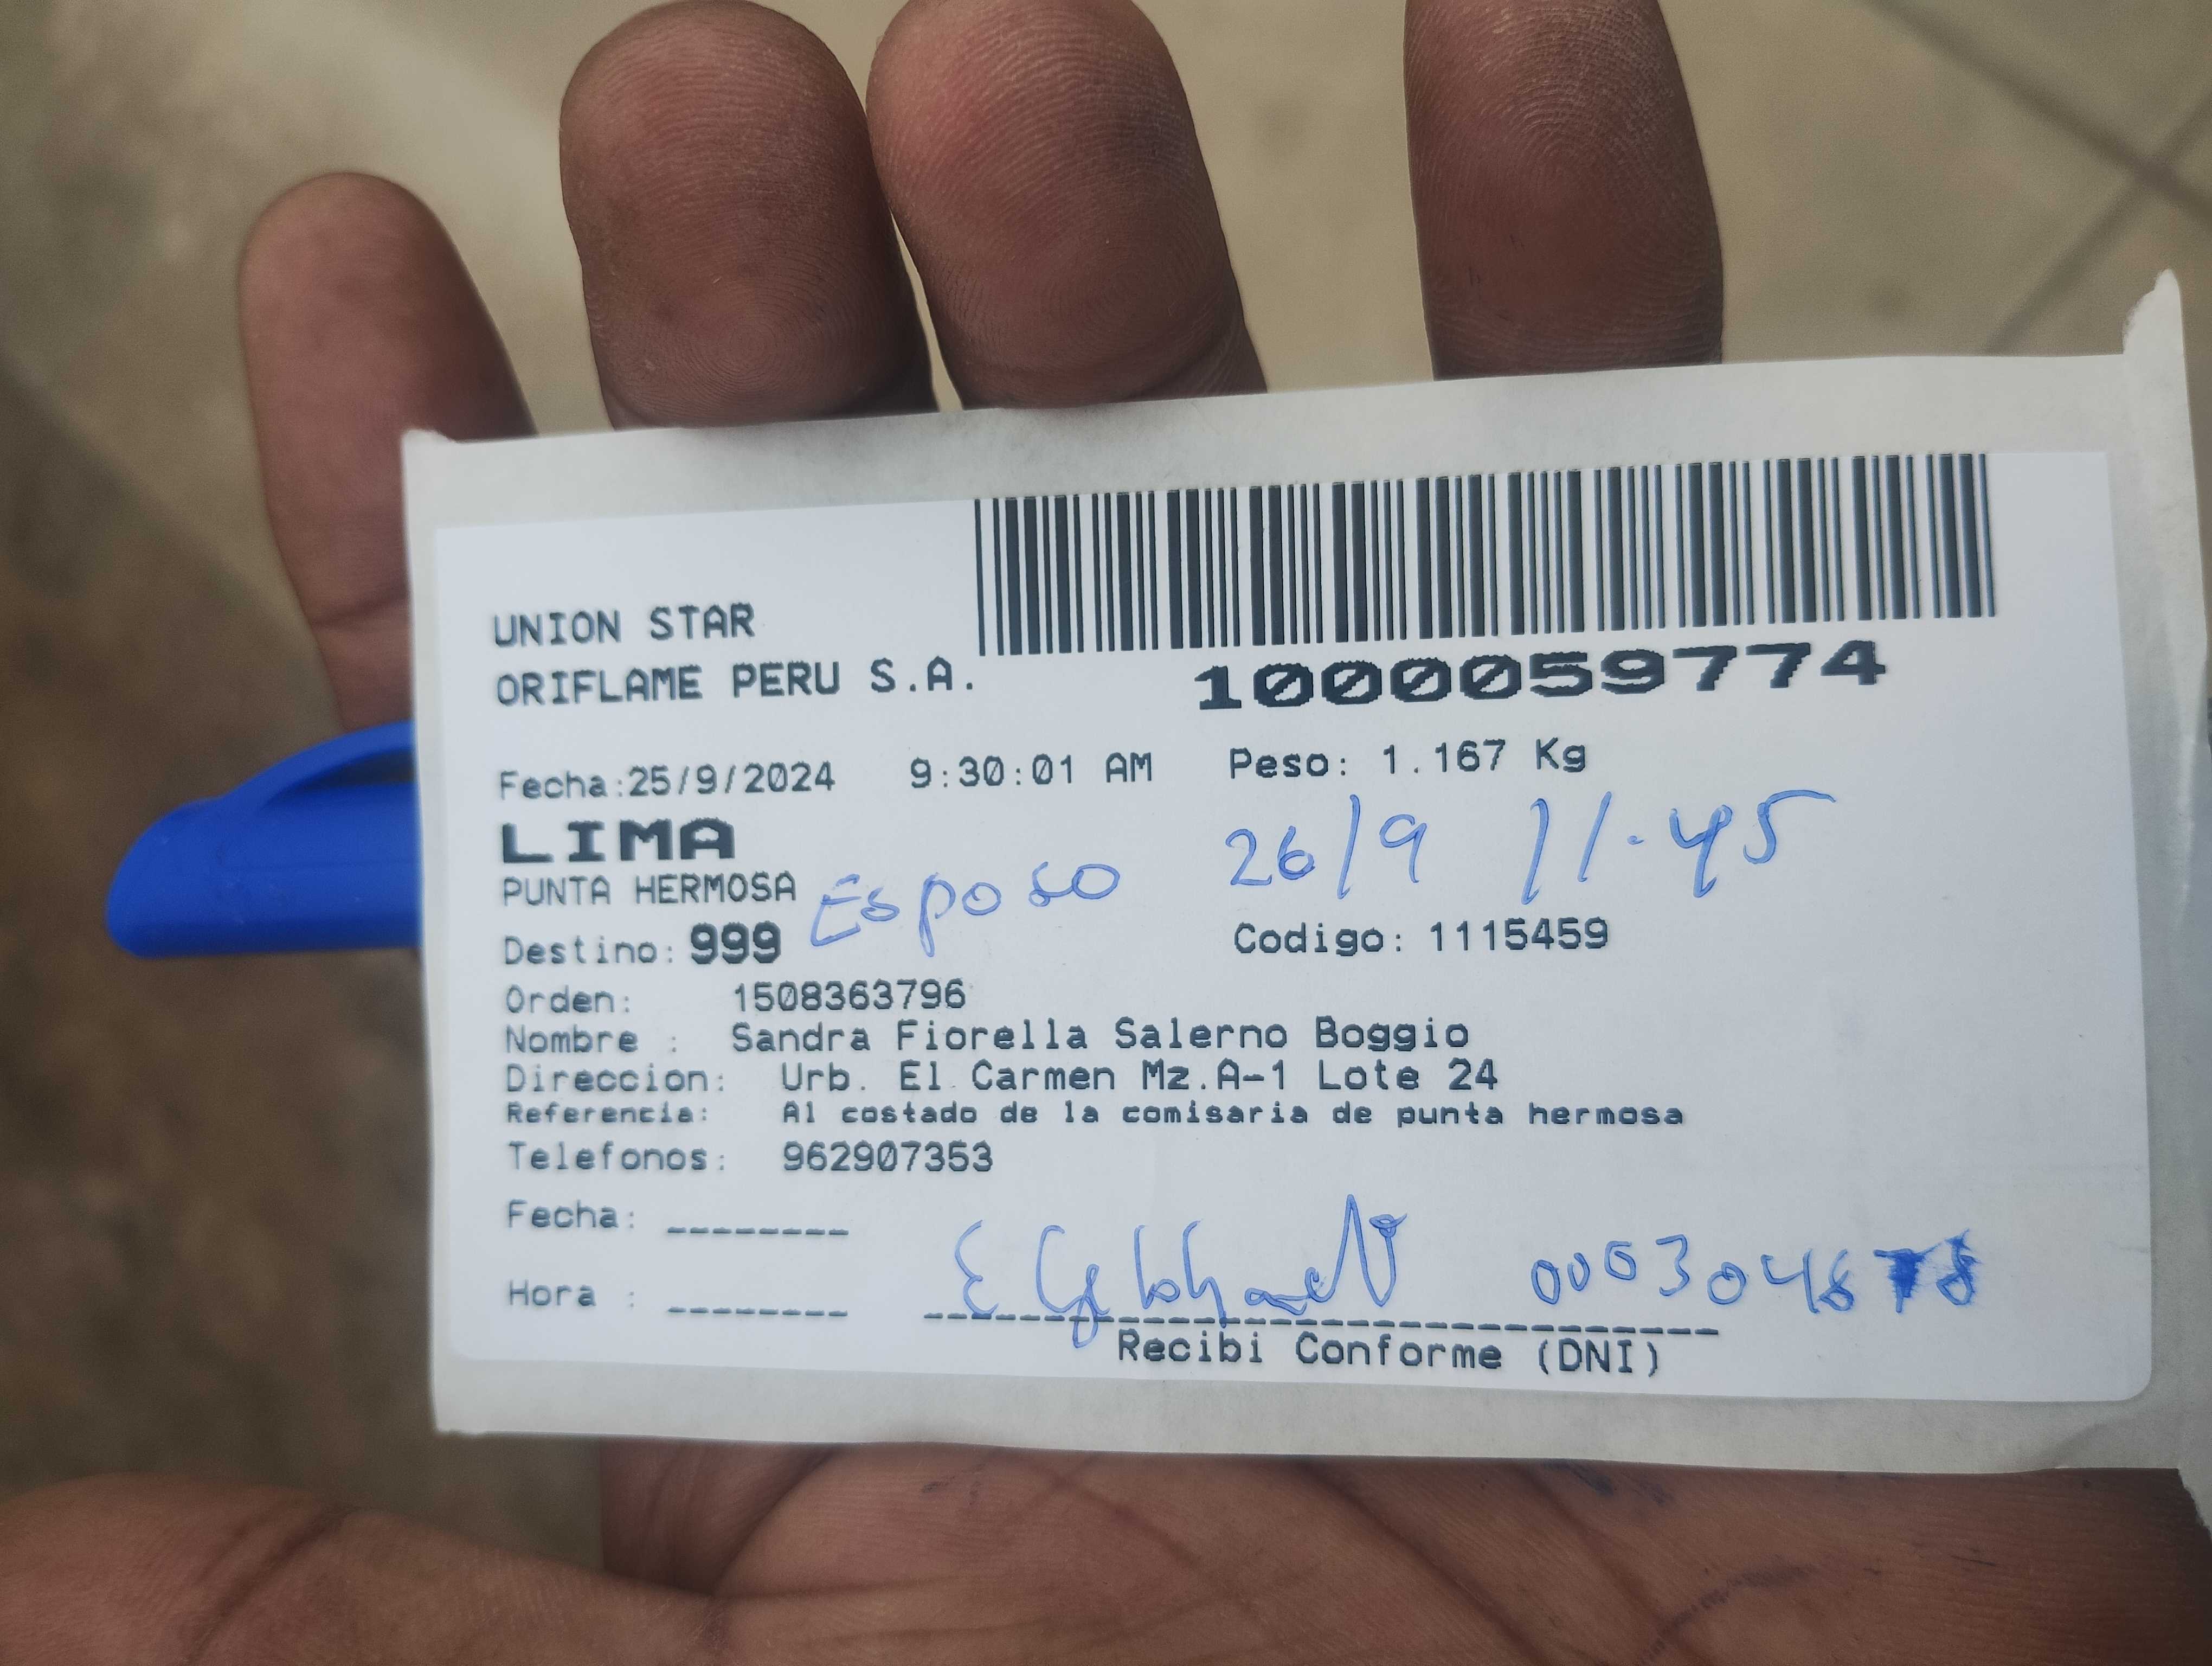 UNION STAR
ORIFLAME PERU S.A.
1000059774
Fecha:25/9/2024 9:30:01 AM Peso: 1.167 Kg
LIMA
26/9 11.45
PUNTA HERMOSA Esposo
Destino: 999 Codigo: 1115459
Orden: 1508363796
Nombre : Sandra Fiorella Salerno Boggio
Direccion: Urb. El Carmen Mz.A-1 Lote 24
Referencia: Al costado de la comisaria de punta hermosa
Telefonos: 962907353
Fecha: ________
Hora : ________
Recibi Conforme (DNI)